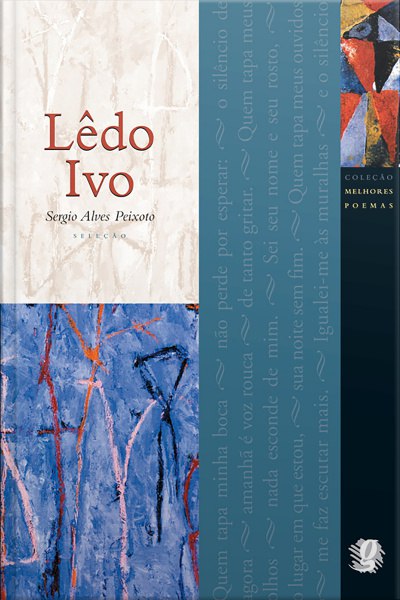 Lêdo
Ivo
Sergio Alves Peixoto
SELEÇÃO
Quem tapa minha boca ~ não perde por esperar: ~ o silêncio de
agora ~ amanhã é voz rouca ~ de tanto gritar. ~ Quem tapa meus
olhos ~ nada esconde de mim. ~ Sei seu nome e seu rosto, ~
o lugar em que estou, ~ sua noite sem fim. ~ Quem tapa meus ouvidos
~ me faz escutar mais. ~ Igualei-me às muralhas ~ e o silêncio
COLEÇÃO
MELHORES
POEMAS
g